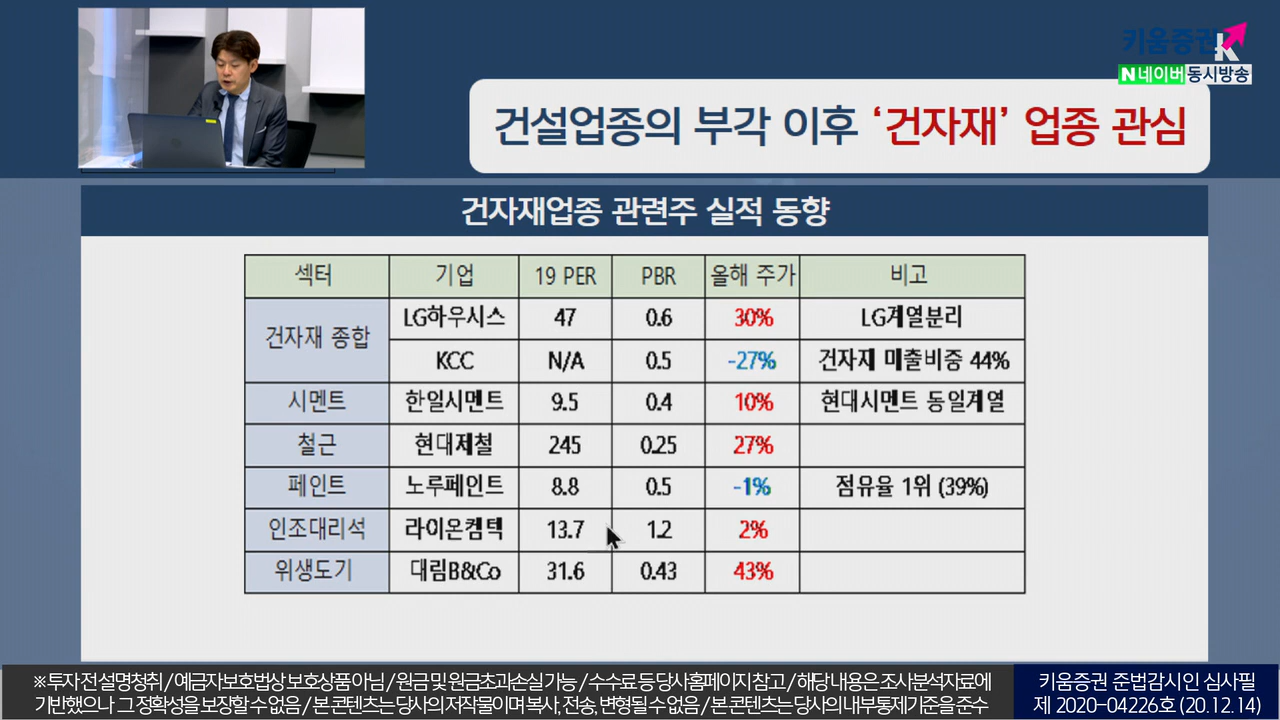 키움증권
N 네이버 동시방송
건설업종의 부각 이후 ‘건자재’ 업종 관심
건자재업종 관련주 실적 동향
섹터 기업 19 PER PBR 올해 주가 비고
건자재 종합 LG하우시스 47 0.6 30% LG계열분리
KCC N/A 0.5 -27% 건자재 매출비중 44%
시멘트 한일시멘트 9.5 0.4 10% 현대시멘트 동일계열
철근 현대제철 245 0.25 27%
페인트 노루페인트 8.8 0.5 -1% 점유율 1위 (39%)
인조대리석 라이온켐텍 13.7 1.2 2%
위생도기 대림B&Co 31.6 0.43 43%
※ 투자 전 설명청취 / 예금자보호법상 보호상품 아님 / 원금 및 원금초과손실 가능 / 수수료 등 당사홈페이지 참고 / 해당 내용은 조사분석자료에
기반했으나 그 정확성을 보장할 수 없음 / 본 콘텐츠는 당사의 저작물이며 복사, 전송, 변형될 수 없음 / 본 콘텐츠는 당사의 내부통제기준을 준수
키움증권 준법감시인 심사필
제 2020-04226호 (20.12.14)